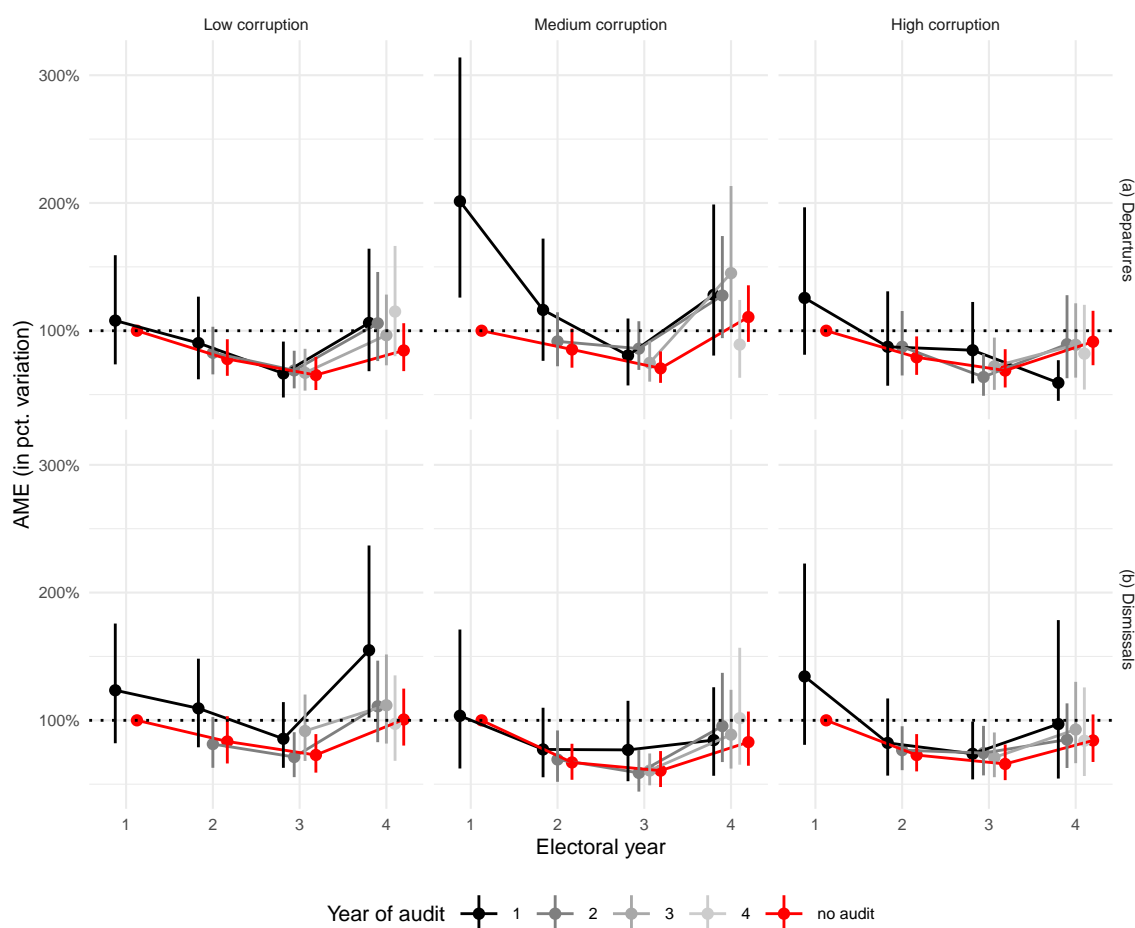 Low corruption
Medium corruption
High corruption
300%
200%
100%
(a) Departures
AME (in pct. variation)
300%
200%
100%
(b) Dismissals
1 2 3 4
1 2 3 4
1 2 3 4
Electoral year
Year of audit 1 2 3 4 no audit